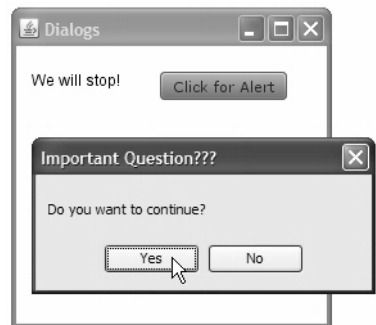 Dialogs
We will stop! Click for Alert
Important Question???
Do you want to continue?
Yes No